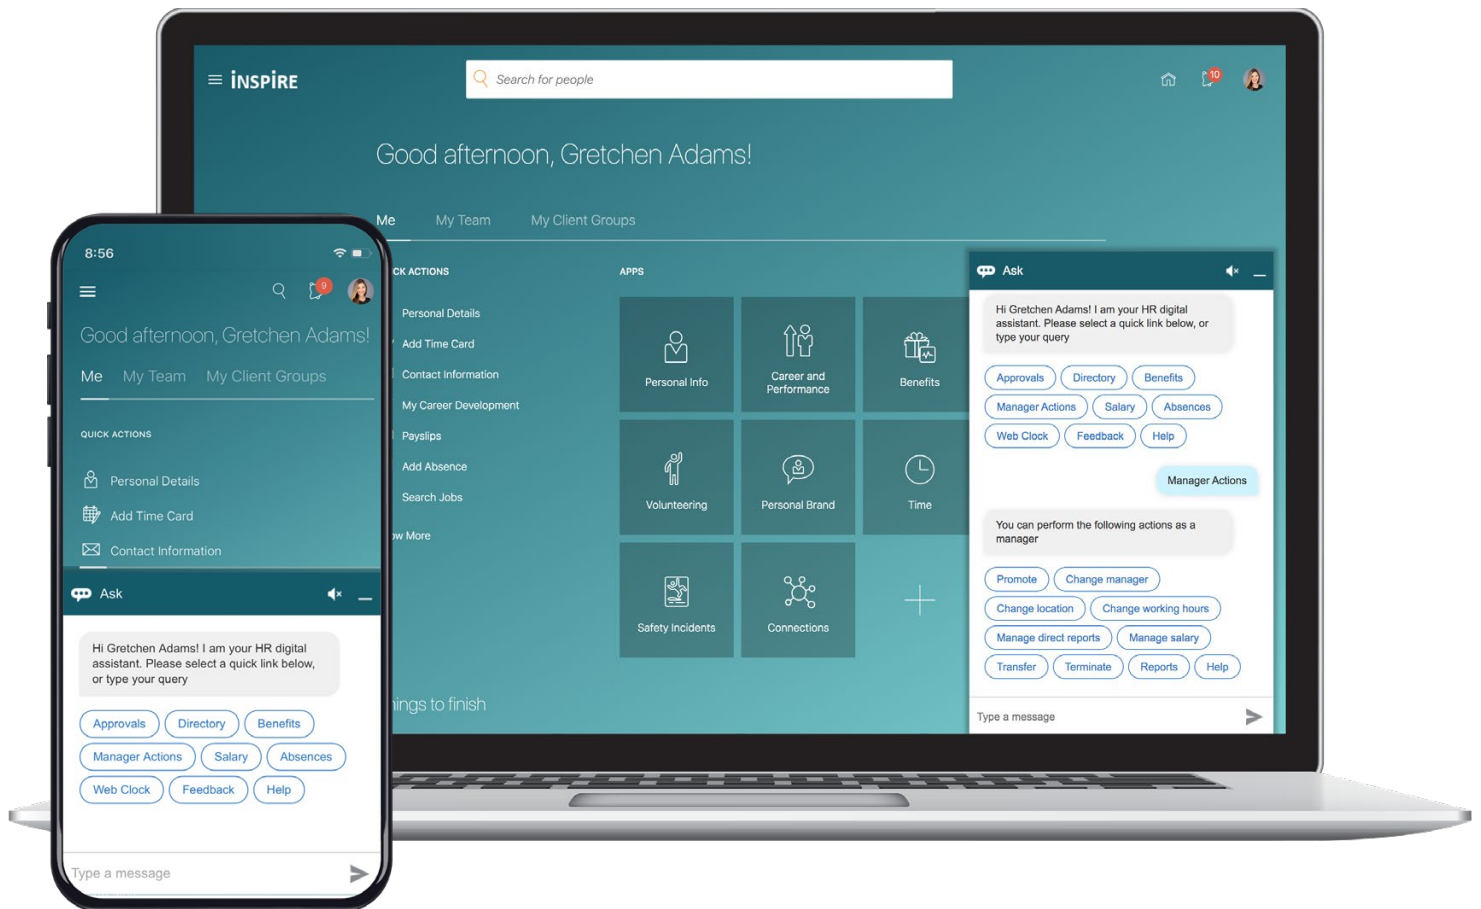 iNSPiRE
Search for people
10
Good afternoon, Gretchen Adams!
Me My Team My Client Groups
CK ACTIONS
Personal Details
Add Time Card
Contact Information
My Career Development
Payslips
Add Absence
Search Jobs
ow More
APPS
Personal Info
Career and
Performance
Benefits
Volunteering
Personal Brand
Time
Safety Incidents
Connections
ings to finish
Ask
Hi Gretchen Adams! I am your HR digital
assistant. Please select a quick link below, or
type your query
Approvals Directory Benefits
Manager Actions Salary Absences
Web Clock Feedback Help
Manager Actions
You can perform the following actions as a
manager
Promote Change manager
Change location Change working hours
Manage direct reports Manage salary
Transfer Terminate Reports Help
Type a message
8:56
9
Good afternoon, Gretchen Adams!
Me My Team My Client Groups
QUICK ACTIONS
Personal Details
Add Time Card
Contact Information
Ask
Hi Gretchen Adams! I am your HR digital
assistant. Please select a quick link below,
or type your query
Approvals Directory Benefits
Manager Actions Salary Absences
Web Clock Feedback Help
Type a message